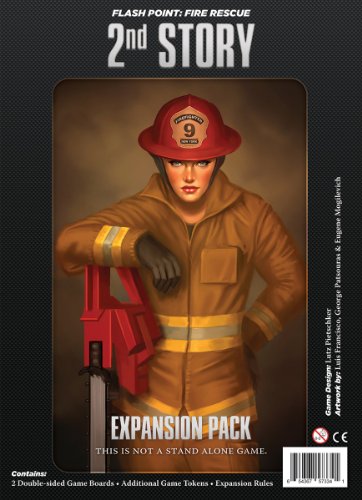 FLASH POINT: FIRE RESCUE
2nd STORY
FIREFIGHTER
9
NEW YORK
EXPANSION PACK
THIS IS NOT A STAND ALONE GAME.
Game Design: Lutz Pietschker
Artwork by: Luis Francisco, George Patsouras & Eugene Mogilevich
Contains:
2 Double-sided Game Boards • Additional Game Tokens • Expansion Rules
0-3
CE